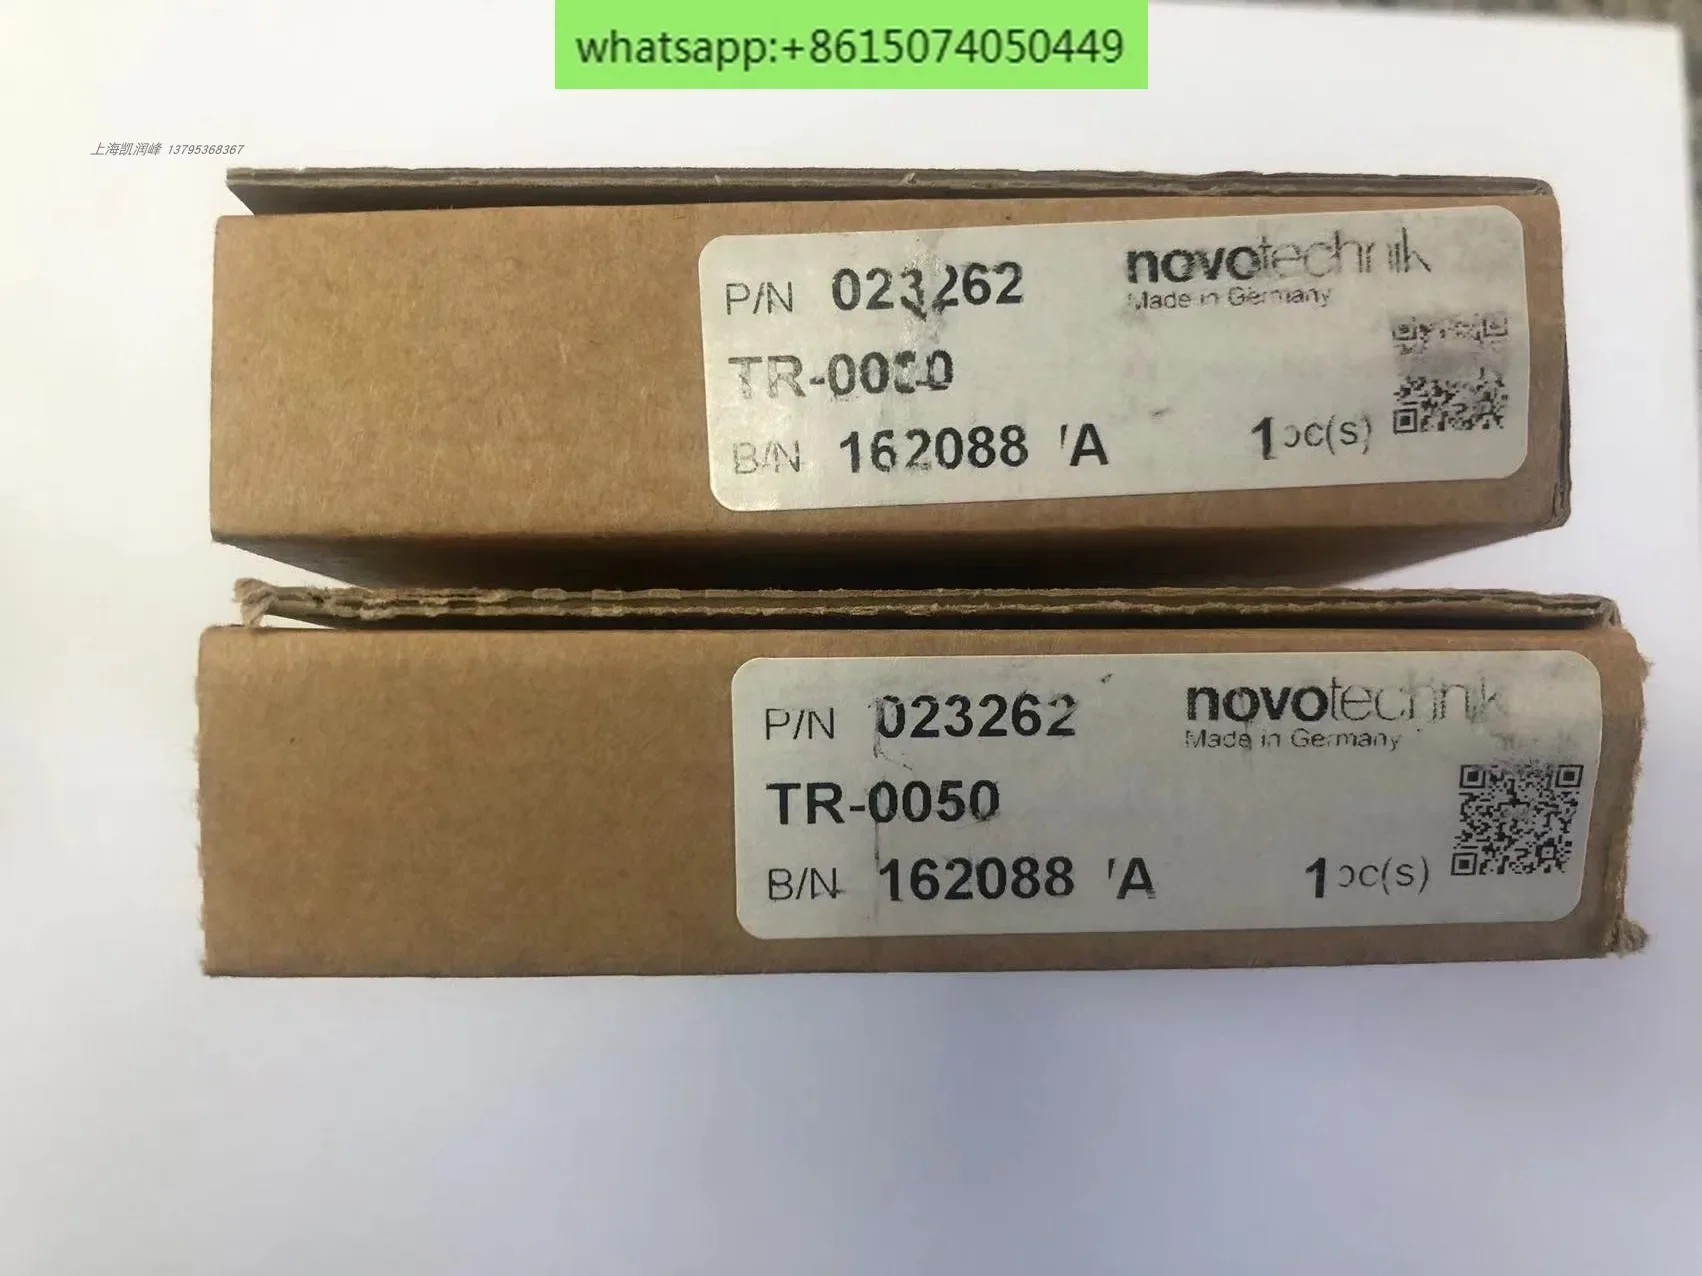 whatsapp:+8615074050449
上海凯润峰 13795368367
P/N 023262
novotechnik
Made in Germany
TR-0050
B/N 162088 /A
1pc(s)
P/N 023262
novotechnik
Made in Germany
TR-0050
B/N 162088 /A
1pc(s)